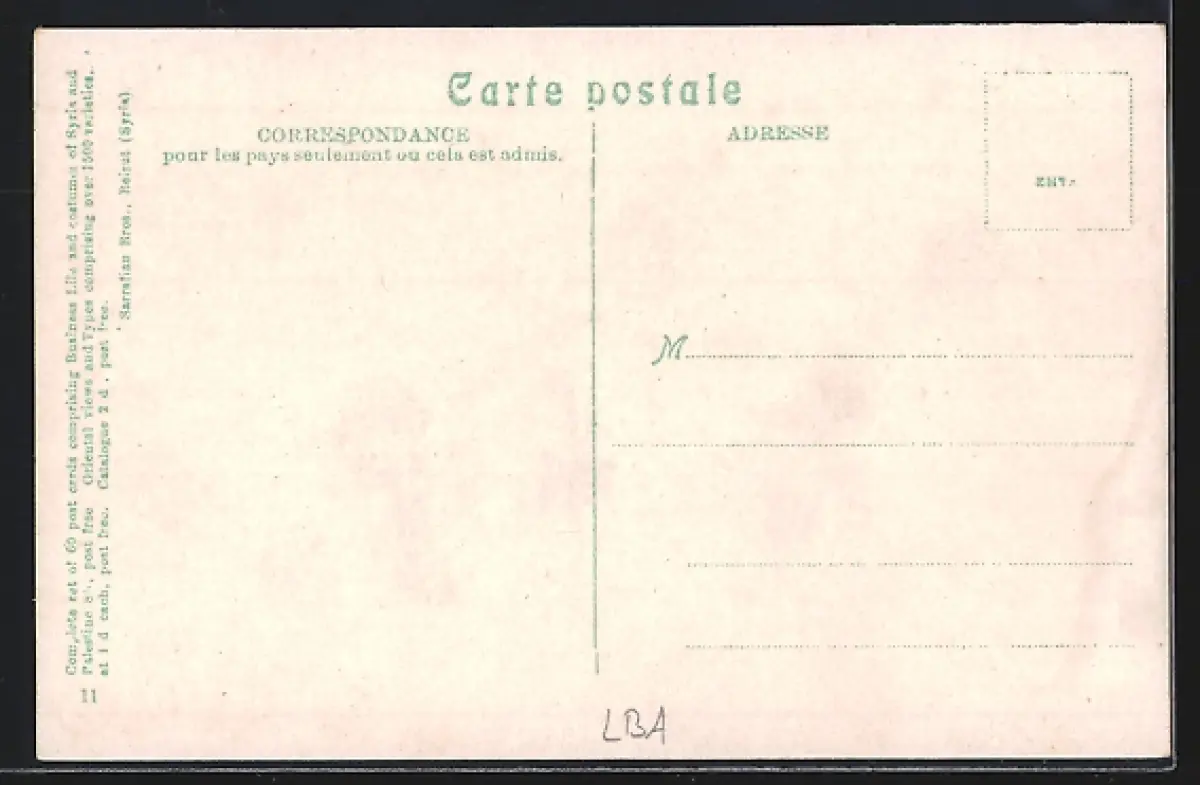 Carte postale
CORRESPONDANCE
pour les pays seulement ou cela est admis.
ADRESSE
M
Complete set of 60 post cards comprising Business Life and costumes of Syria and
Palestine post free Oriental views and Types comprising over 1500 varieties,
at 1 d each, post free. Catalogue 2 d. post free.
Sarrafian Bros., Beirut (Syria).
11
LBA